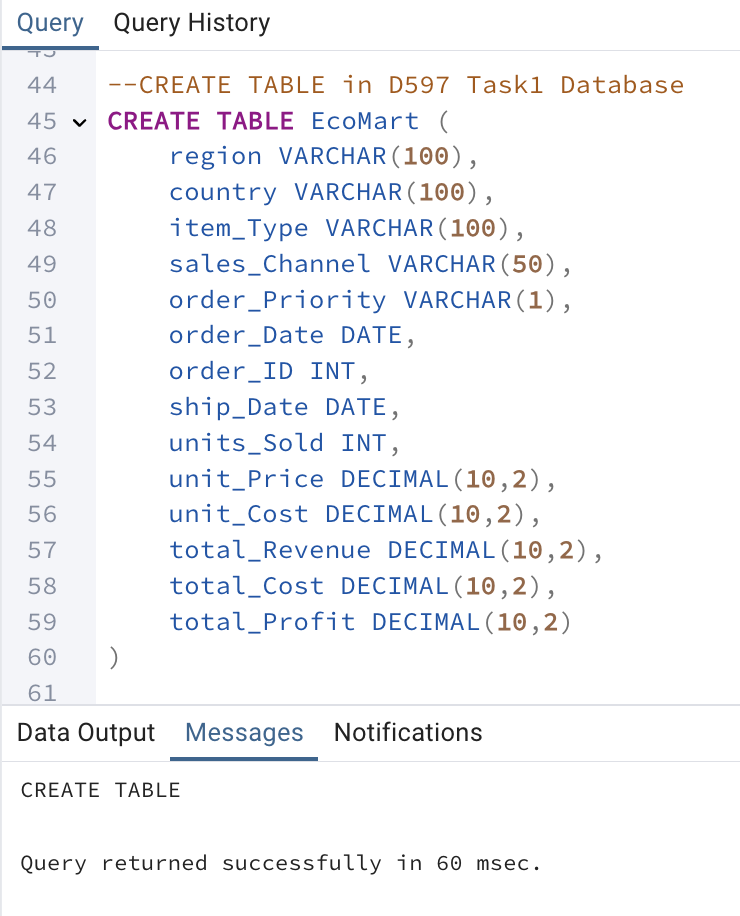 Query Query History
43
44 --CREATE TABLE in D597 Task1 Database
45 CREATE TABLE EcoMart (
46 region VARCHAR(100),
47 country VARCHAR(100),
48 item_Type VARCHAR(100),
49 sales_Channel VARCHAR(50),
50 order_Priority VARCHAR(1),
51 order_Date DATE,
52 order_ID INT,
53 ship_Date DATE,
54 units_Sold INT,
55 unit_Price DECIMAL(10,2),
56 unit_Cost DECIMAL(10,2),
57 total_Revenue DECIMAL(10,2),
58 total_Cost DECIMAL(10,2),
59 total_Profit DECIMAL(10,2)
60 )
61
Data Output Messages Notifications
CREATE TABLE
Query returned successfully in 60 msec.